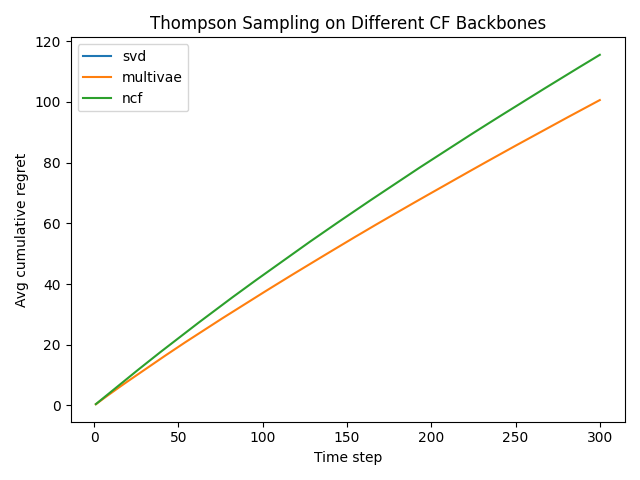 Thompson Sampling on Different CF Backbones
svd
multivae
ncf
Avg cumulative regret
120
100
80
60
40
20
0
0 50 100 150 200 250 300
Time step